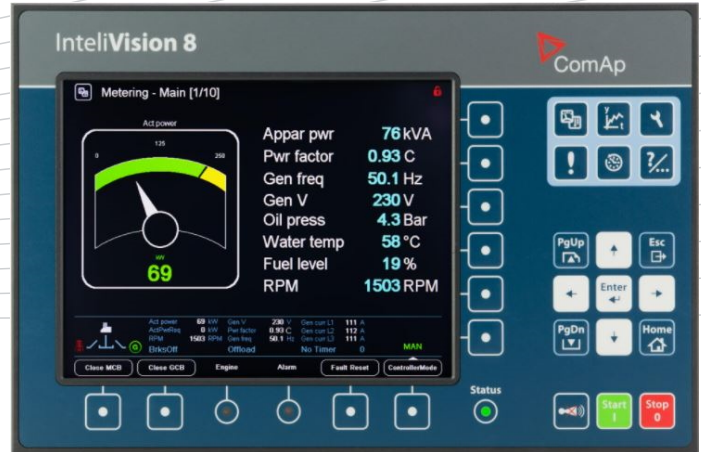 InteliVision 8
ComAp
Metering - Main [1/10]
Act power
0 125 250
kW
69
Appar pwr 76 kVA
Pwr factor 0.93 C
Gen freq 50.1 Hz
Gen V 230 V
Oil press 4.3 Bar
Water temp 58 °C
Fuel level 19 %
RPM 1503 RPM
Act power 69 kW Gen V 230 V Gen curr L1 111 A
ActPwrReq 0 kW Pwr factor 0.93 C Gen curr L2 112 A
RPM 1503 RPM Gen freq 50.1 Hz Gen curr L3 111 A
BrksOff Offload No Timer 0 MAN
G
Close MCB Close GCB Engine Alarm Fault Reset ControllerMode
Status
y
t
!
?/...
PgUp
Esc
Enter
PgDn
Home
Start
I
Stop
0